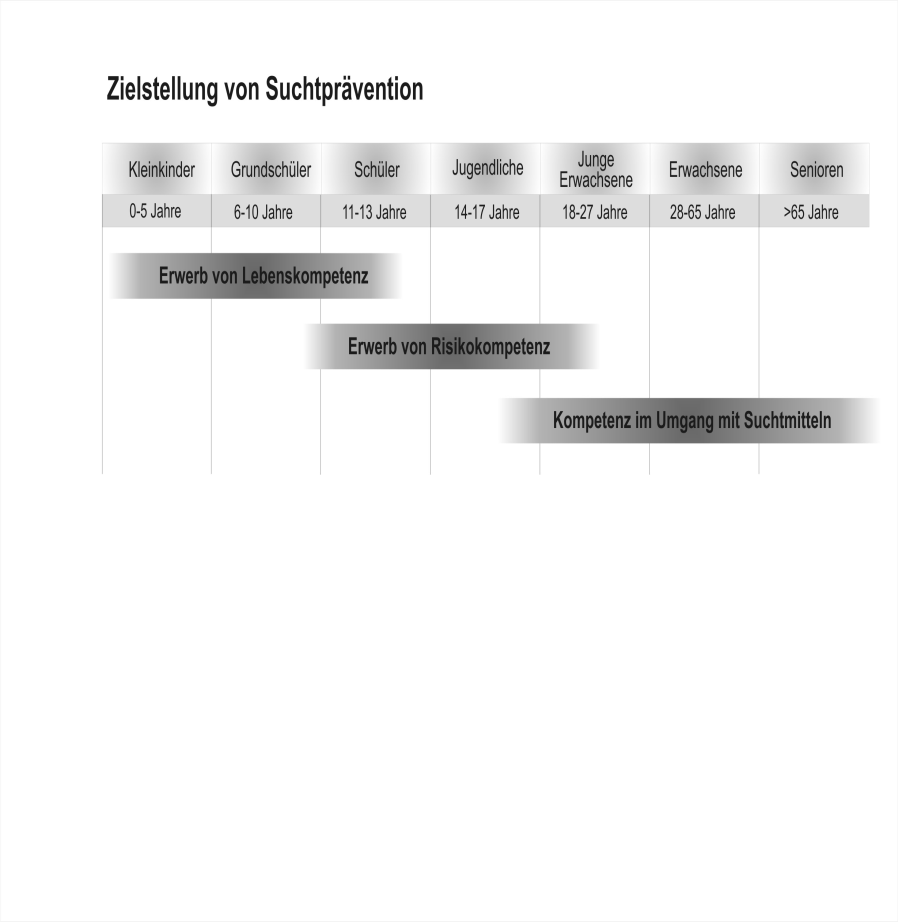 Zielstellung von Suchtprävention
Kleinkinder
Grundschüler
Schüler
Jugendliche
Junge
Erwachsene
Erwachsene
Senioren
0-5 Jahre
6-10 Jahre
11-13 Jahre
14-17 Jahre
18-27 Jahre
28-65 Jahre
>65 Jahre
Erwerb von Lebenskompetenz
Erwerb von Risikokompetenz
Kompetenz im Umgang mit Suchtmitteln